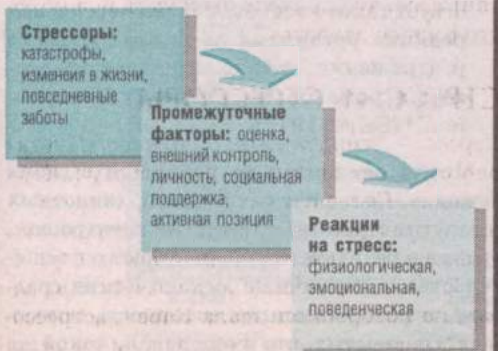 Стрессоры:
катастрофы,
изменеия в жизни,
повседневные
заботы
Промежуточные
факторы: оценка,
внешний контроль,
личность, социальная
поддержка,
активная позиция
Реакции
на стресс:
физиологическая,
эмоциональная,
поведенческая